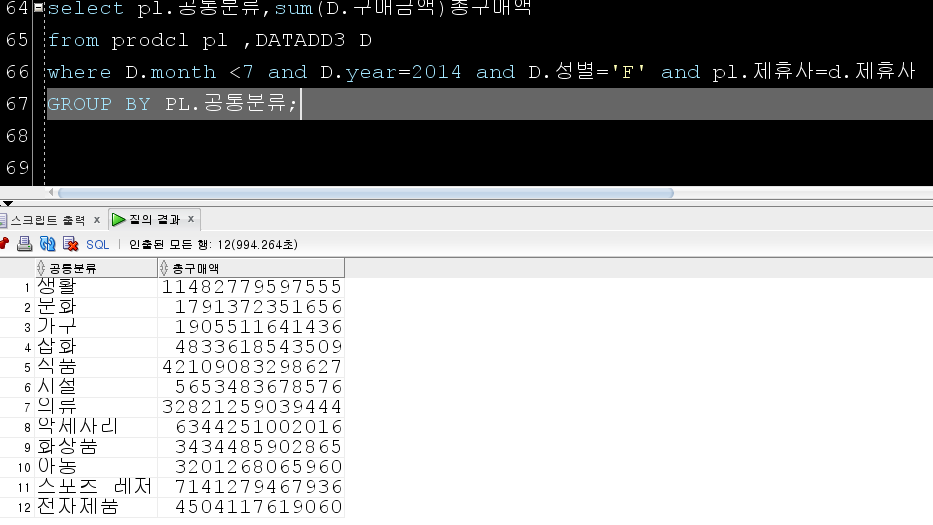 64 select pl.공통분류,sum(D.구매금액)총구매액
65 from prodcl pl ,DATADD3 D
66 where D.month <7 and D.year=2014 and D.성별='F' and pl.제휴사=d.제휴사
67 GROUP BY PL.공통분류;
68
69
스크립트 출력 x 질의 결과 x
SQL | 인출된 모든 행: 12(994.264초)
공통분류 총구매액
1 생활 11482779597555
2 문화 1791372351656
3 가구 1905511641436
4 잡화 4833618543509
5 식품 42109083298627
6 시설 5653483678576
7 의류 32821259039444
8 악세사리 6344251002016
9 화상품 3434485902865
10 아동 3201268065960
11 스포츠 레저 7141279467936
12 전자제품 4504117619060